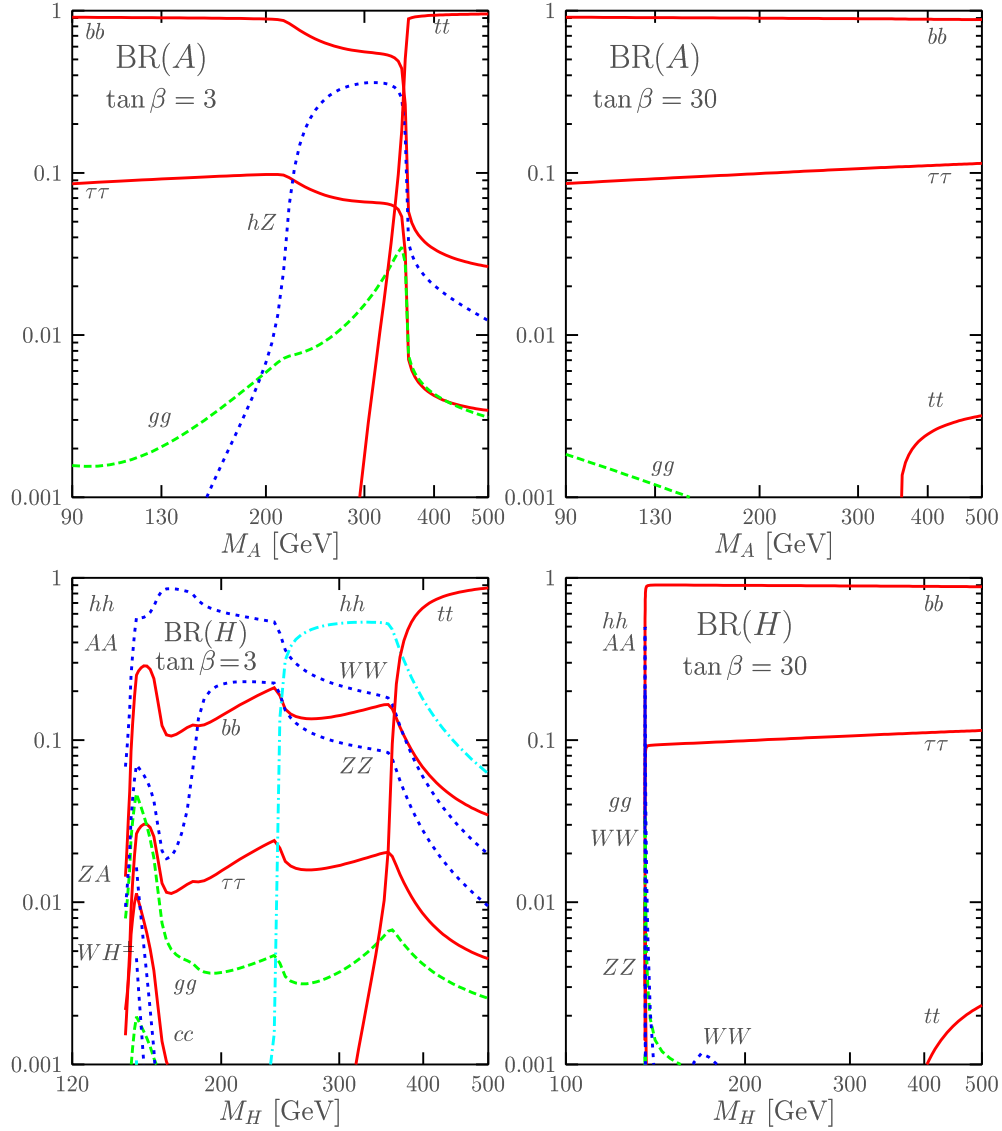 1
bb
tt
BR(A)
tan β = 3
0.1
ττ
hZ
0.01
gg
0.001
90 130 200 300 400 500
M_A [GeV]
1
bb
BR(A)
tan β = 30
0.1
ττ
0.01
tt
gg
0.001
90 130 200 300 400 500
M_A [GeV]
1
hh
hh
tt
AA
BR(H)
tan β=3
WW
bb
0.1
ZZ
ZA
ττ
0.01
WH±
gg
cc
0.001
120 200 300 400 500
M_H [GeV]
1
bb
hh
AA
BR(H)
tan β = 30
0.1
ττ
gg
WW
0.01
ZZ
tt
WW
0.001
100 200 300 400 500
M_H [GeV]